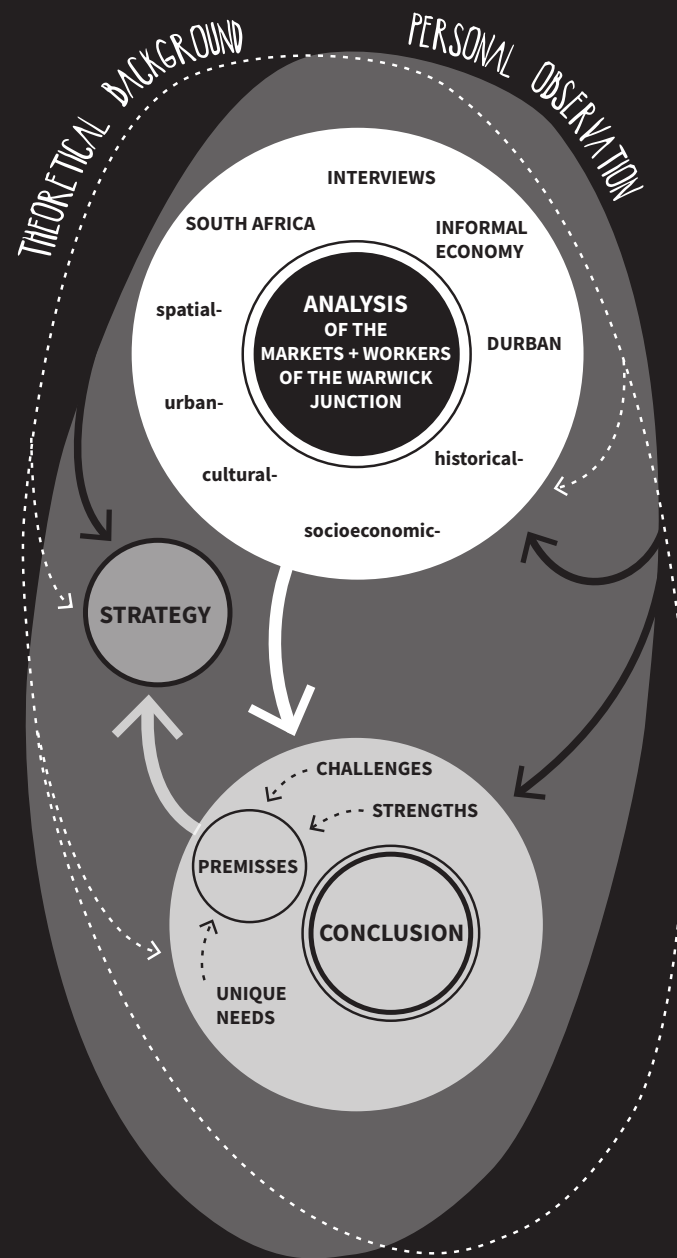 THEORETICAL BACKGROUND
PERSONAL OBSERVATION
INTERVIEWS
SOUTH AFRICA
INFORMAL
ECONOMY
spatial-
ANALYSIS
OF THE
MARKETS + WORKERS
OF THE WARWICK
JUNCTION
DURBAN
urban-
cultural-
historical-
socioeconomic-
STRATEGY
CHALLENGES
STRENGTHS
PREMISSES
CONCLUSION
UNIQUE
NEEDS